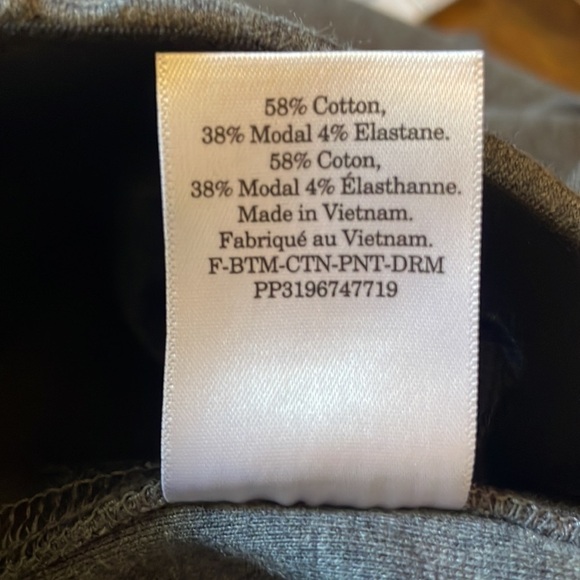 58% Cotton,
38% Modal 4% Elastane.
58% Coton,
38% Modal 4% Élasthanne.
Made in Vietnam.
Fabriqué au Vietnam.
F-BTM-CTN-PNT-DRM
PP3196747719